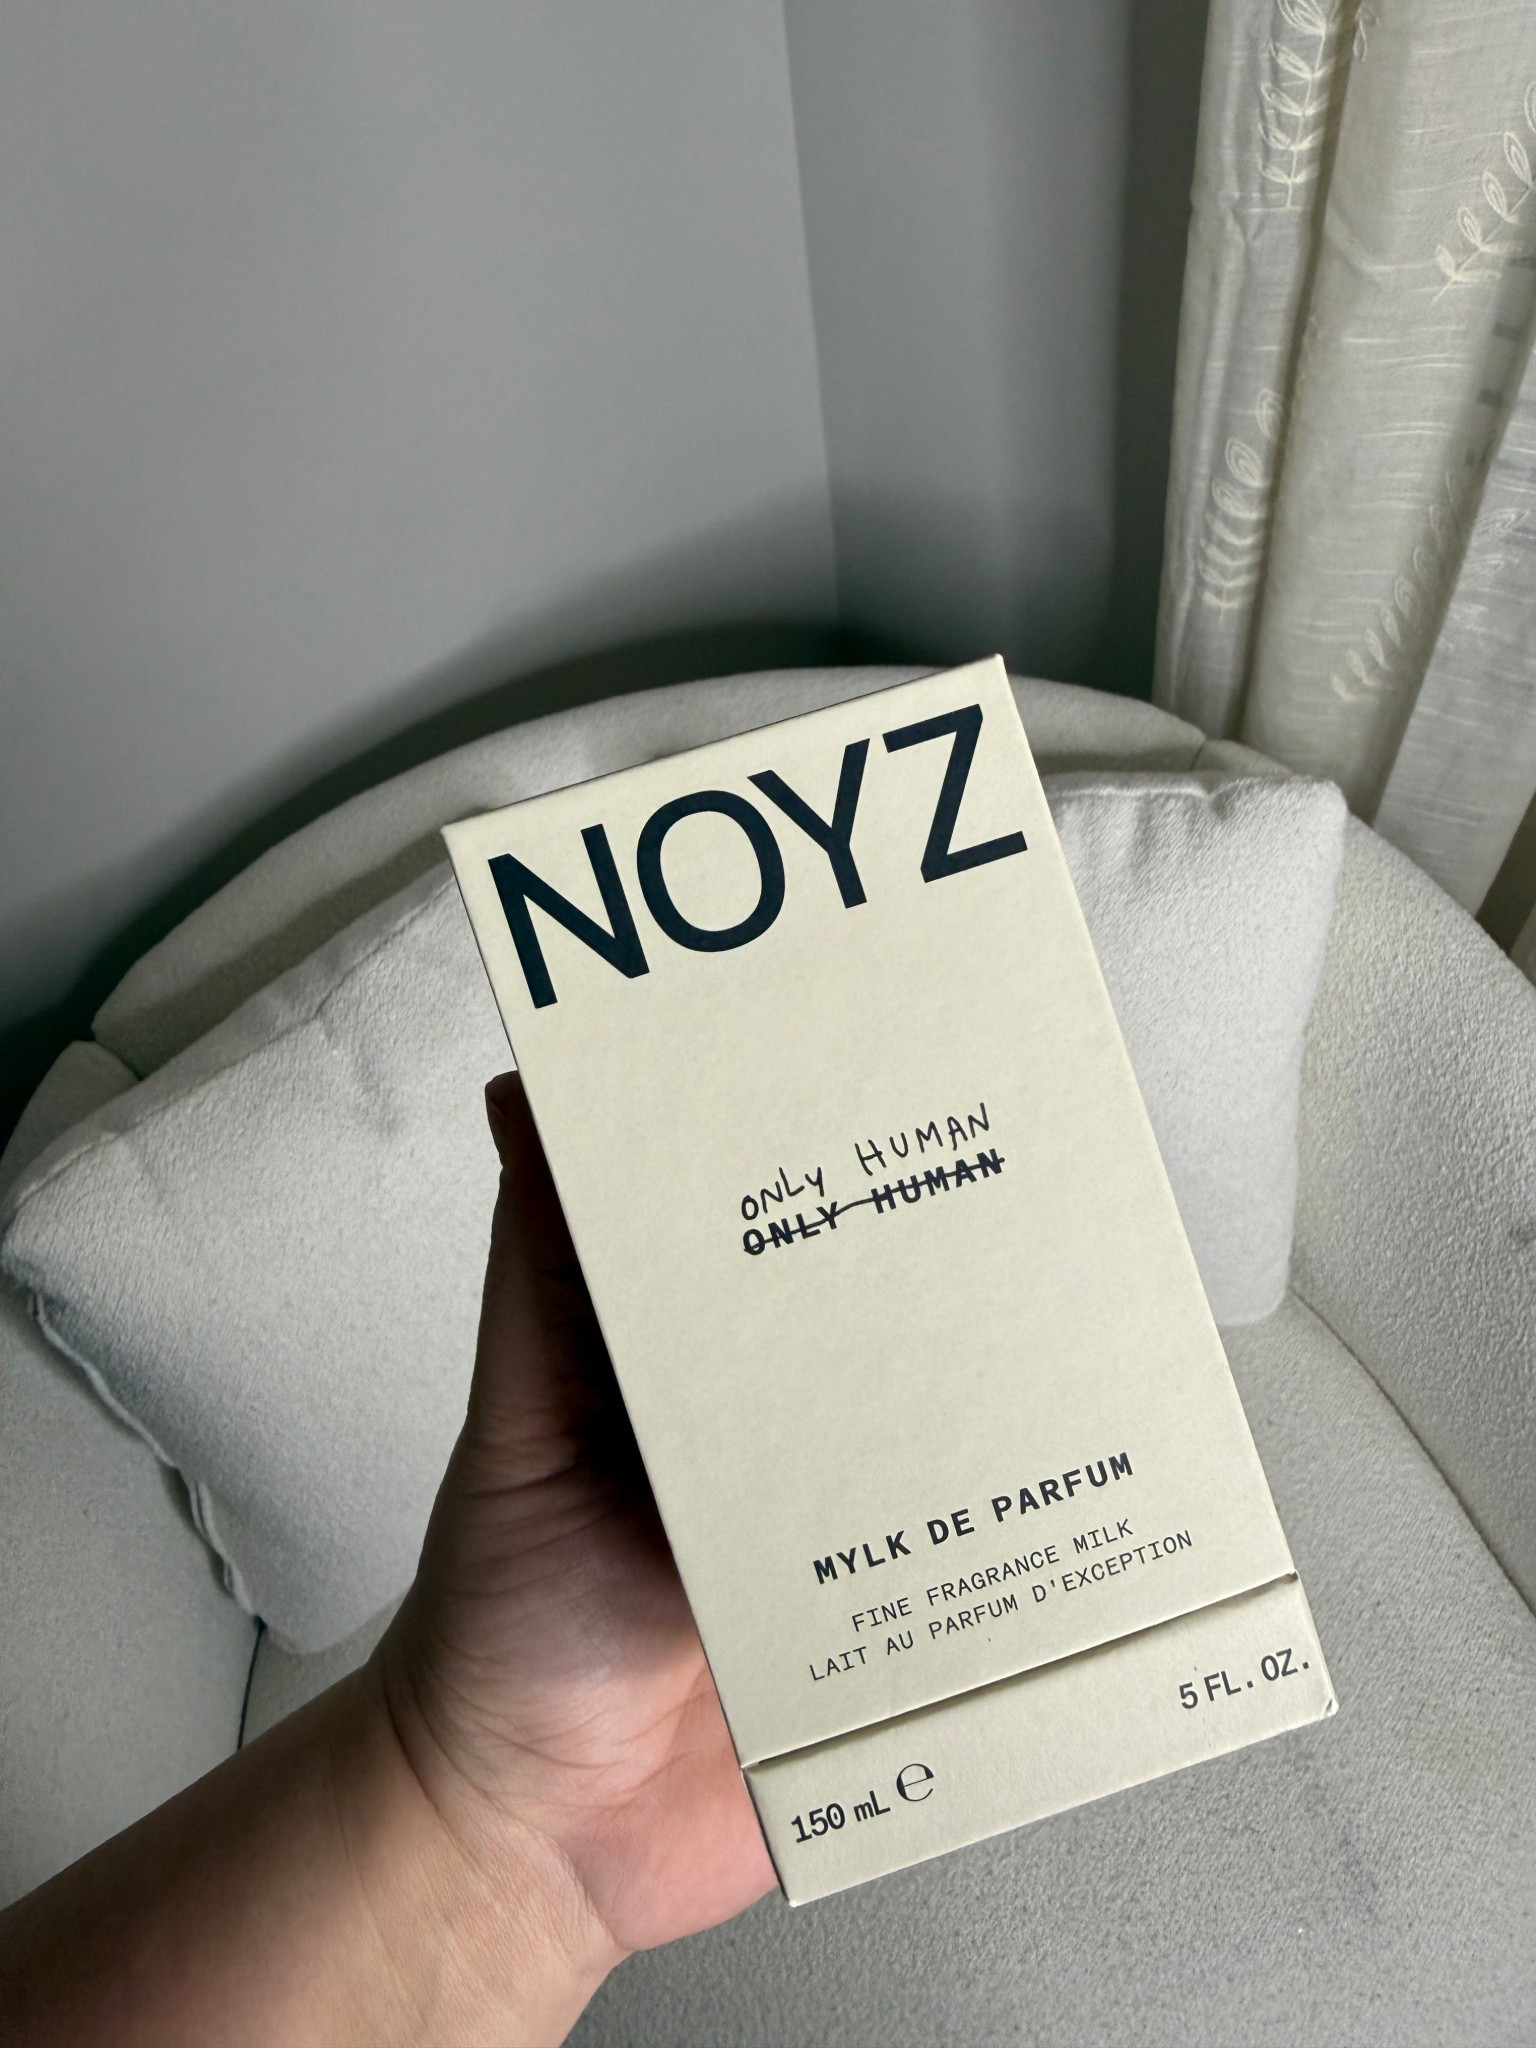 NOYZ
ONLY HUMAN
ONLY HUMAN
MYLK DE PARFUM
FINE FRAGRANCE MILK
LAIT AU PARFUM D'EXCEPTION
150 mL ℮ 5 FL. OZ.